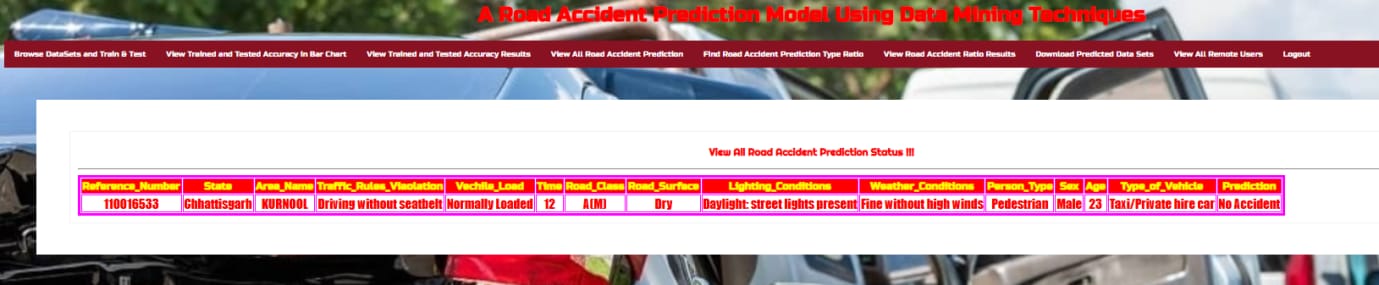 A Road Accident Prediction Model Using Data Mining Techniques
Browse DataSets and Train & Test View Trained and Tested Accuracy in Bar Chart View Trained and Tested Accuracy Results View All Road Accident Prediction Find Road Accident Prediction Type Ratio View Road Accident Ratio Results Download Predicted Data Sets View All Remote Users Logout
View All Road Accident Prediction Status !!!
Reference_Number State Area_Name Traffic_Rules_Viaolation Vechile_Load Time Road_Class Road_Surface Lighting_Conditions Weather_Conditions Person_Type Sex Age Type_of_Vehicle Prediction
110016533 Chhattisgarh KURNOOL Driving without seatbelt Normally Loaded 12 A(M) Dry Daylight: street lights present Fine without high winds Pedestrian Male 23 Taxi/Private hire car No Accident